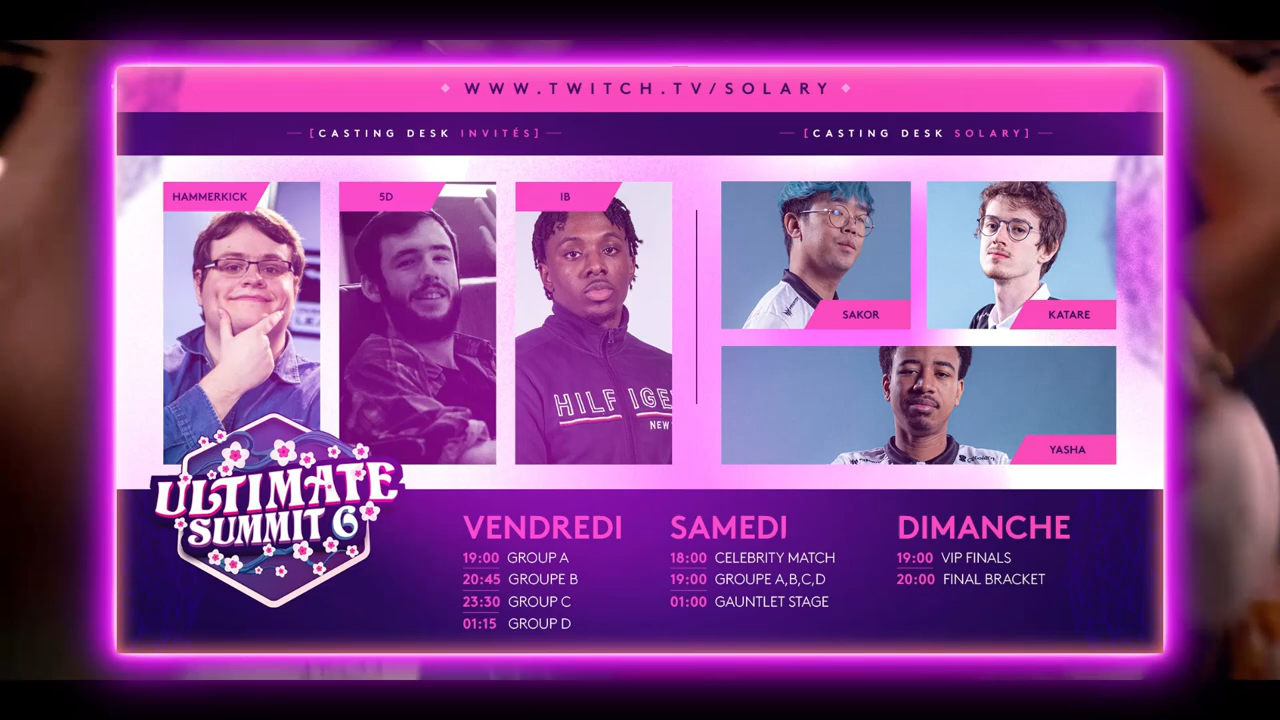 WWW.TWITCH.TV/SOLARY
[CASTING DESK INVITÉS]
[CASTING DESK SOLARY]
HAMMERKICK
5D
IB
HILF IGE
NEW
SAKOR
KATARE
YASHA
ULTIMATE
SUMMIT 6
VENDREDI
19:00 GROUP A
20:45 GROUPE B
23:30 GROUP C
01:15 GROUP D
SAMEDI
18:00 CELEBRITY MATCH
19:00 GROUPE A,B,C,D
01:00 GAUNTLET STAGE
DIMANCHE
19:00 VIP FINALS
20:00 FINAL BRACKET